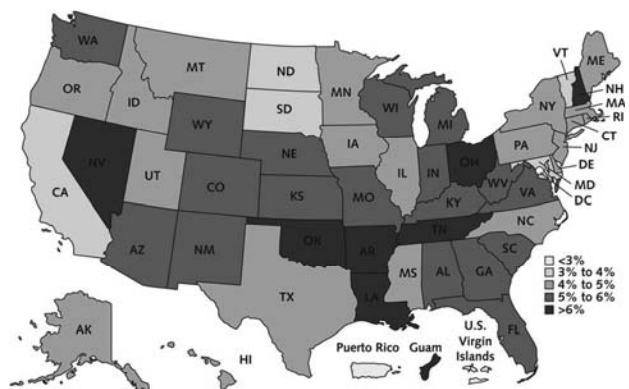 WA
MT
ND
MN
VT
ME
OR
ID
SD
WI
MI
NY
NH
MA
RI
CT
WY
IA
PA
NJ
NV
NE
IL
IN
OH
DE
MD
DC
CA
UT
CO
KS
MO
KY
WV
VA
AZ
NM
OK
AR
TN
NC
SC
TX
LA
MS
AL
GA
FL
<3%
3% to 4%
4% to 5%
5% to 6%
>6%
AK
HI
Puerto Rico
Guam
U.S.
Virgin
Islands